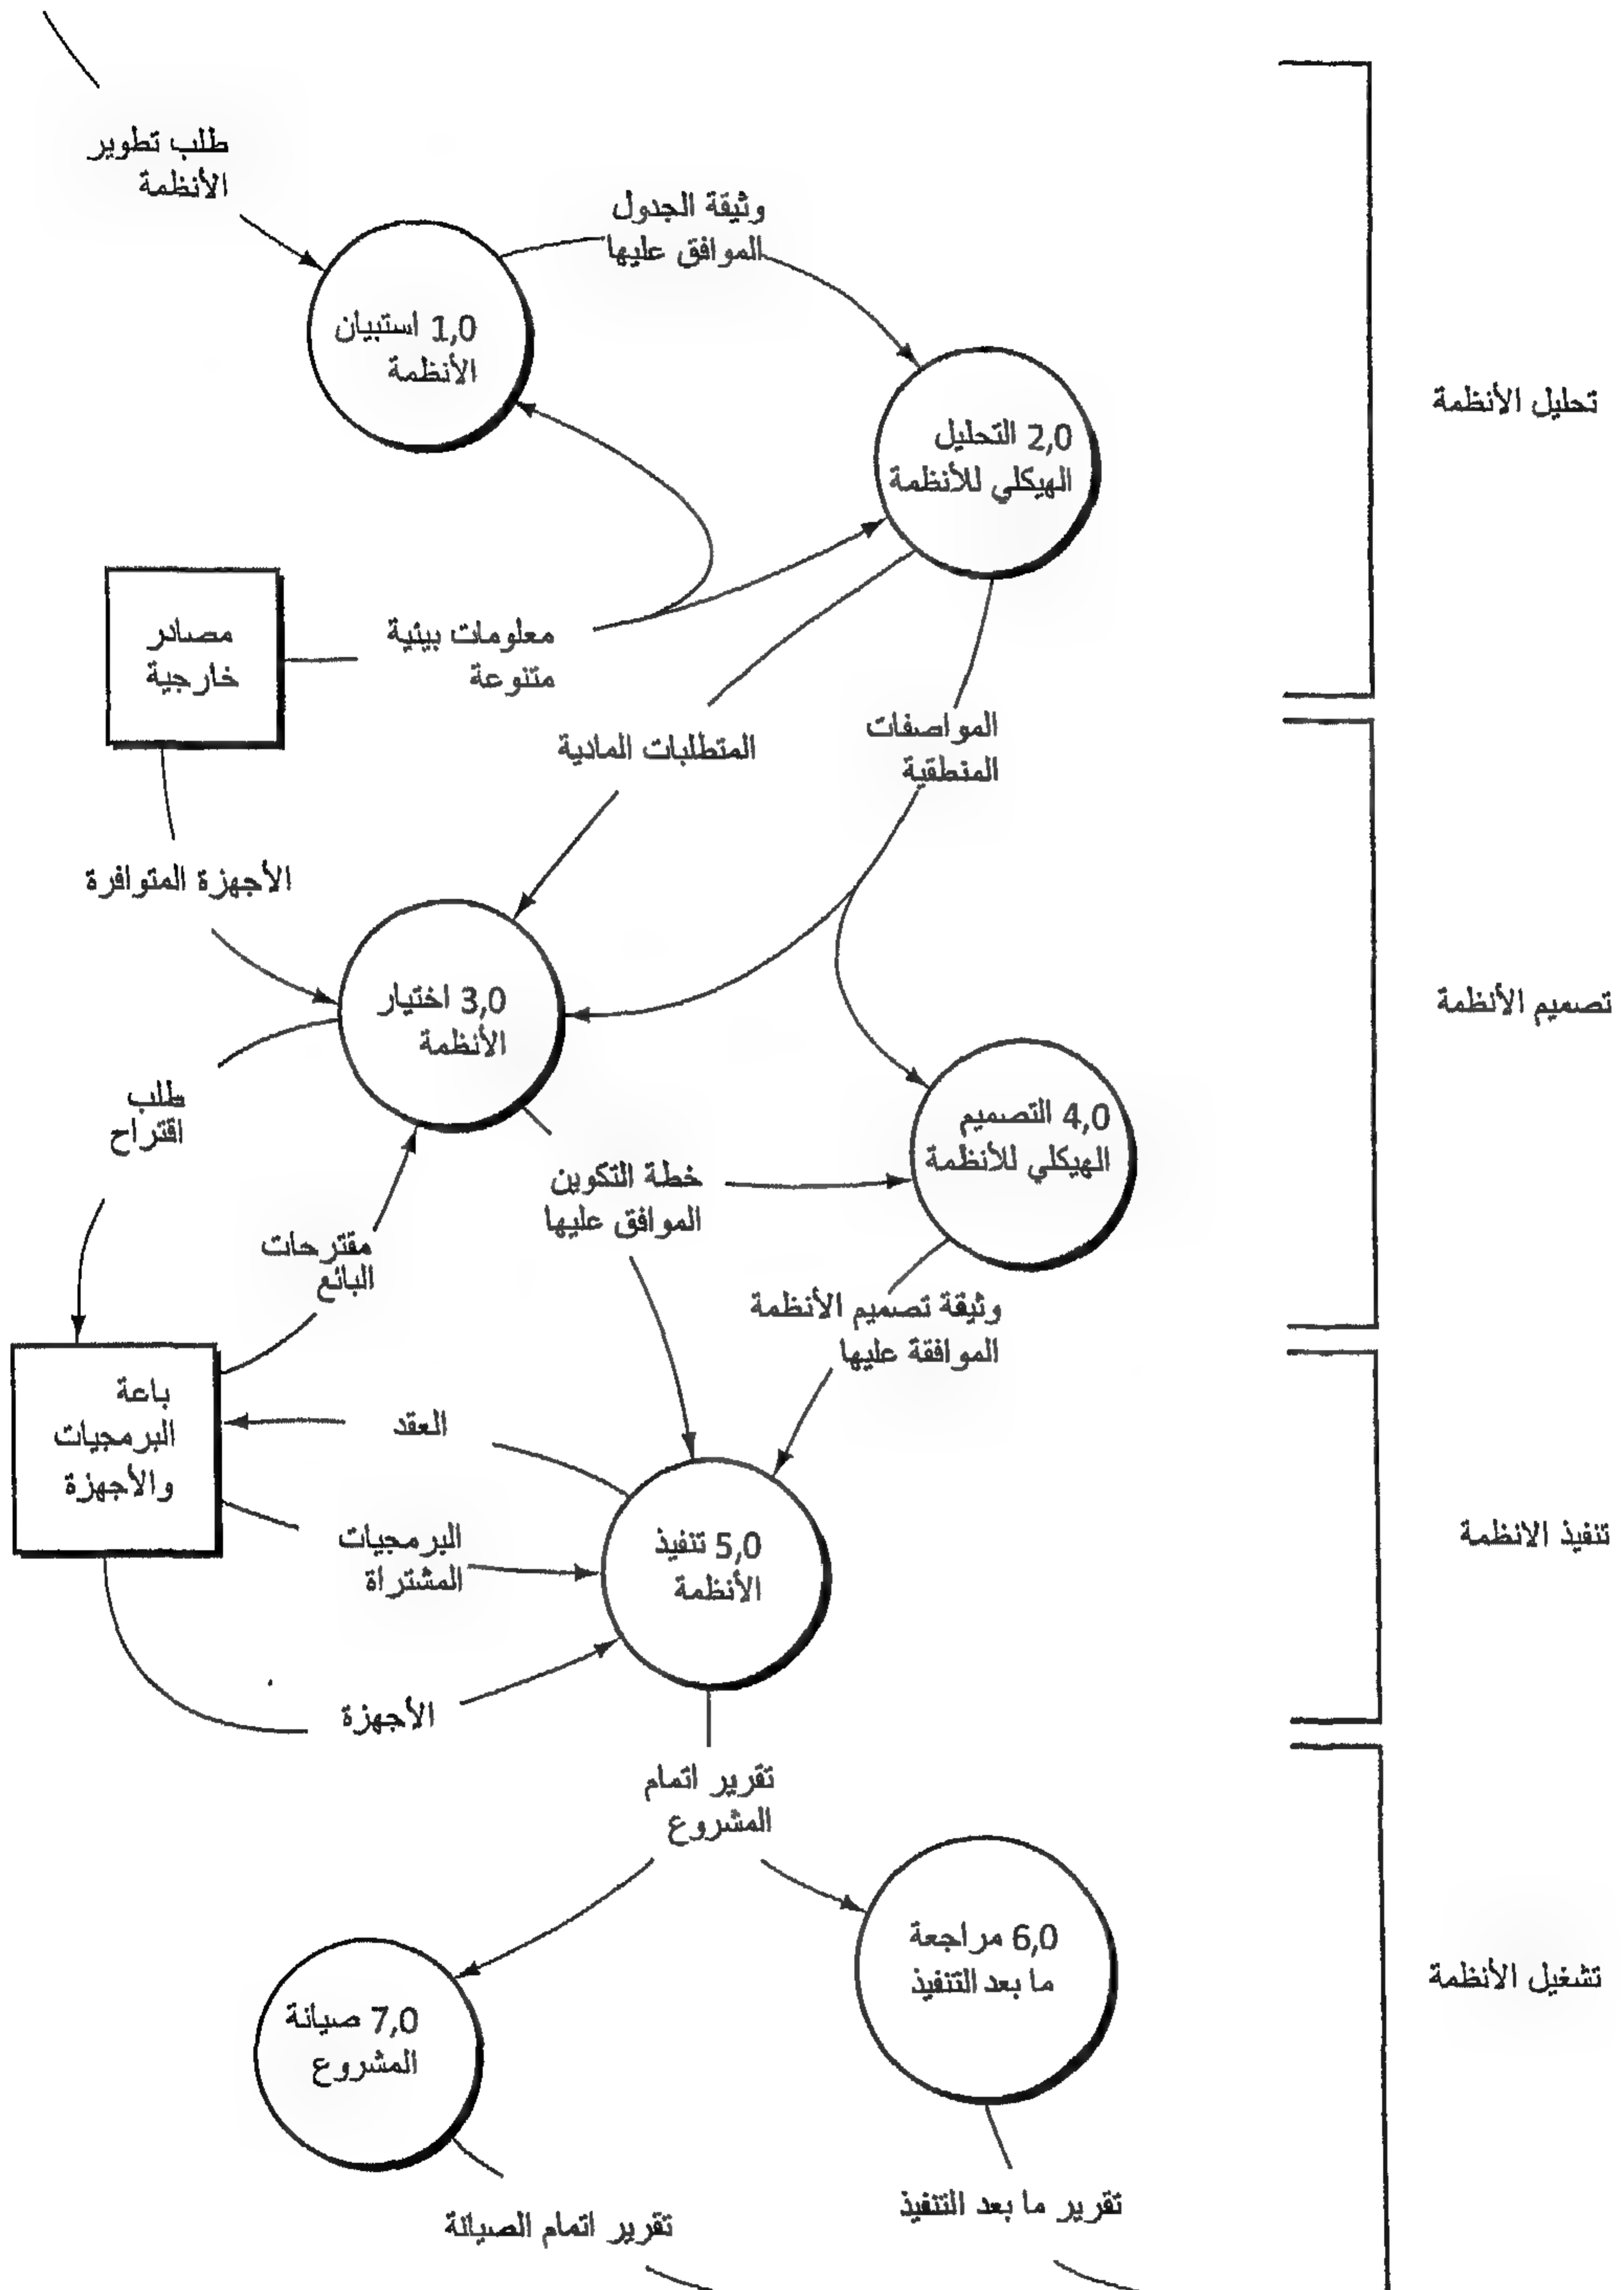 طلب تطوير
الأنظمة
وثيقة الجدول
الموافق عليها
1,0 استبيان
الأنظمة
تحليل الأنظمة
2,0 التحليل
الهيكلي للأنظمة
مصادر
خارجية
معلومات بيئية
متنوعة
المتطلبات المادية
المواصفات
المنطقية
الأجهزة المتوافرة
3,0 اختيار
الأنظمة
تصميم الأنظمة
طلب
اقتراح
4,0 التصميم
الهيكلي للأنظمة
خطة التكوين
الموافق عليها
مقترحات
البائع
وثيقة تصميم الأنظمة
الموافقة عليها
باعة
البرمجيات
والأجهزة
العقد
البرمجيات
المشتراة
5,0 تنفيذ
الأنظمة
تنفيذ الانظمة
الأجهزة
تقرير اتمام
المشروع
6,0 مراجعة
ما بعد التنفيذ
تشغيل الأنظمة
7,0 صيانة
المشروع
تقرير ما بعد التنفيذ
تقرير اتمام الصيانة